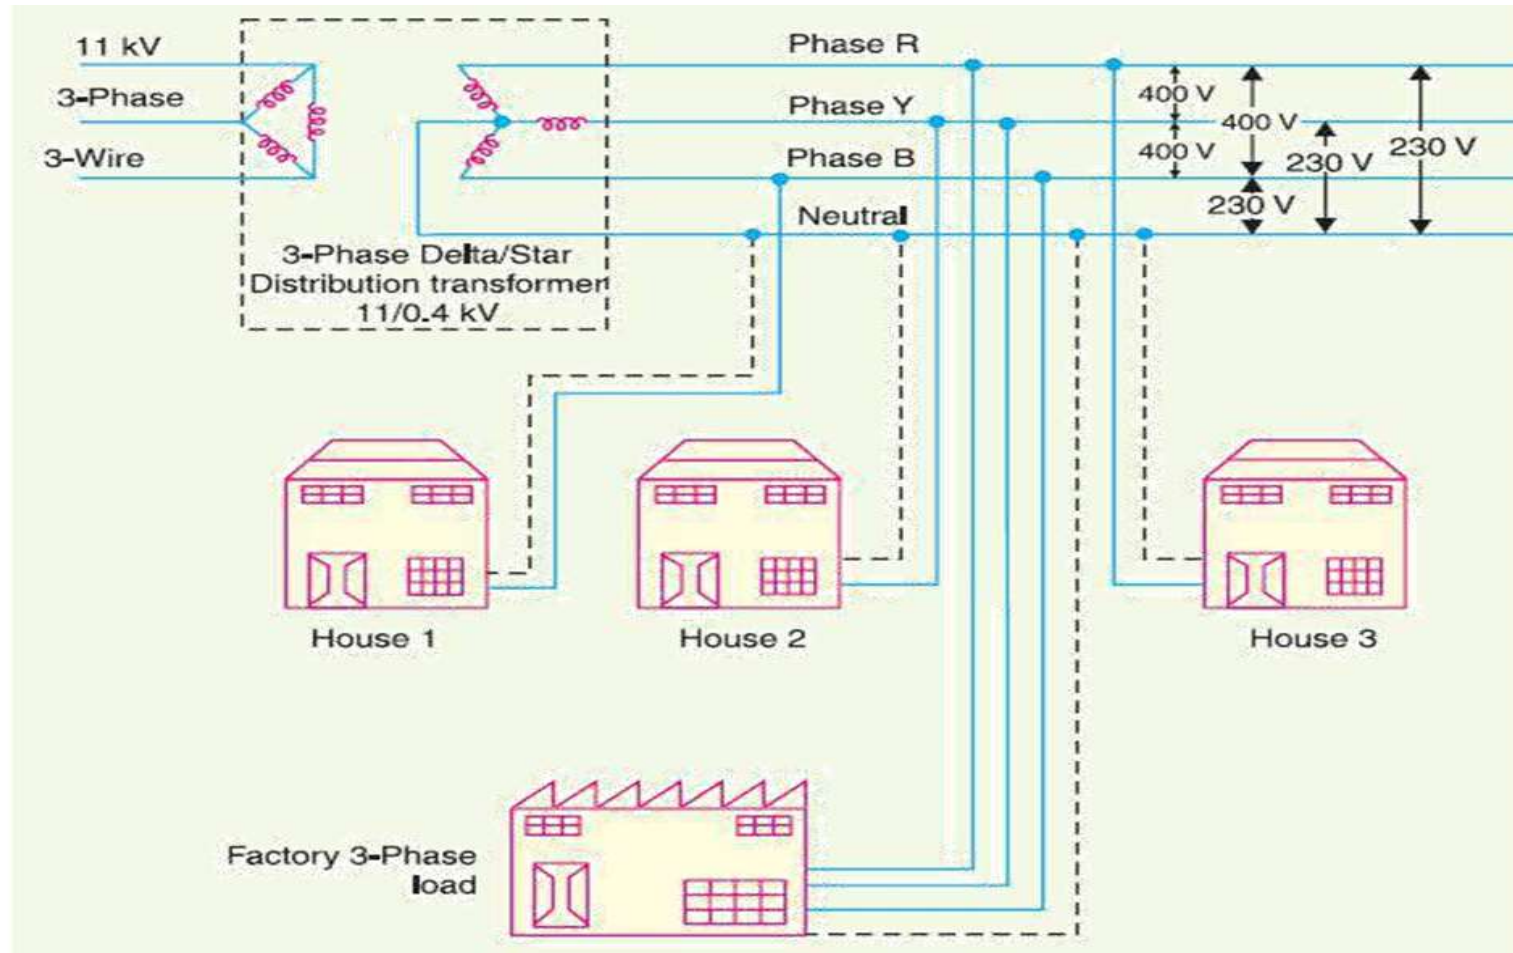 11 kV
3-Phase
3-Wire
3-Phase Delta/Star
Distribution transformer
11/0.4 kV
Phase R
Phase Y
Phase B
Neutral
400 V
400 V
400 V
230 V
230 V
230 V
House 1
House 2
House 3
Factory 3-Phase
load